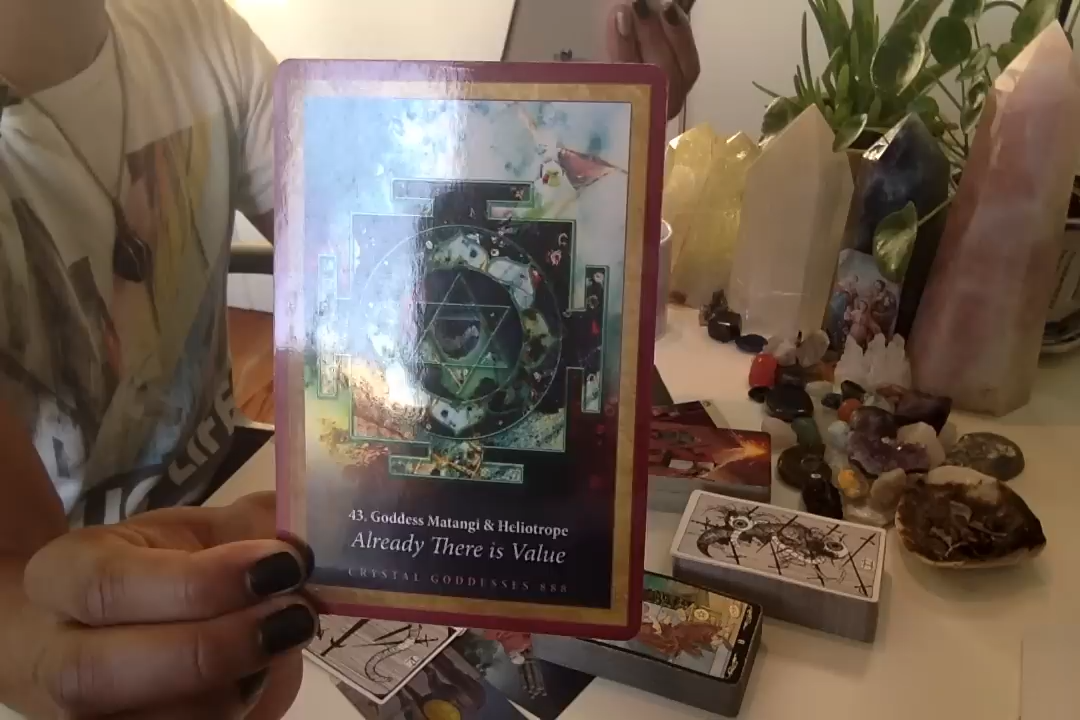 43. Goddess Matangi & Heliotrope
Already There is Value
CRYSTAL GODDESSES 888